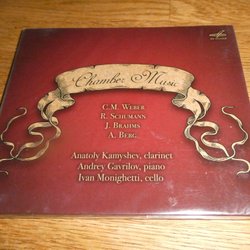 Chamber Music
C.M. Weber
R. Schumann
J. Brahms
A. Berg
Anatoly Kamyshev, clarinet
Andrey Gavrilov, piano
Ivan Monighetti, cello